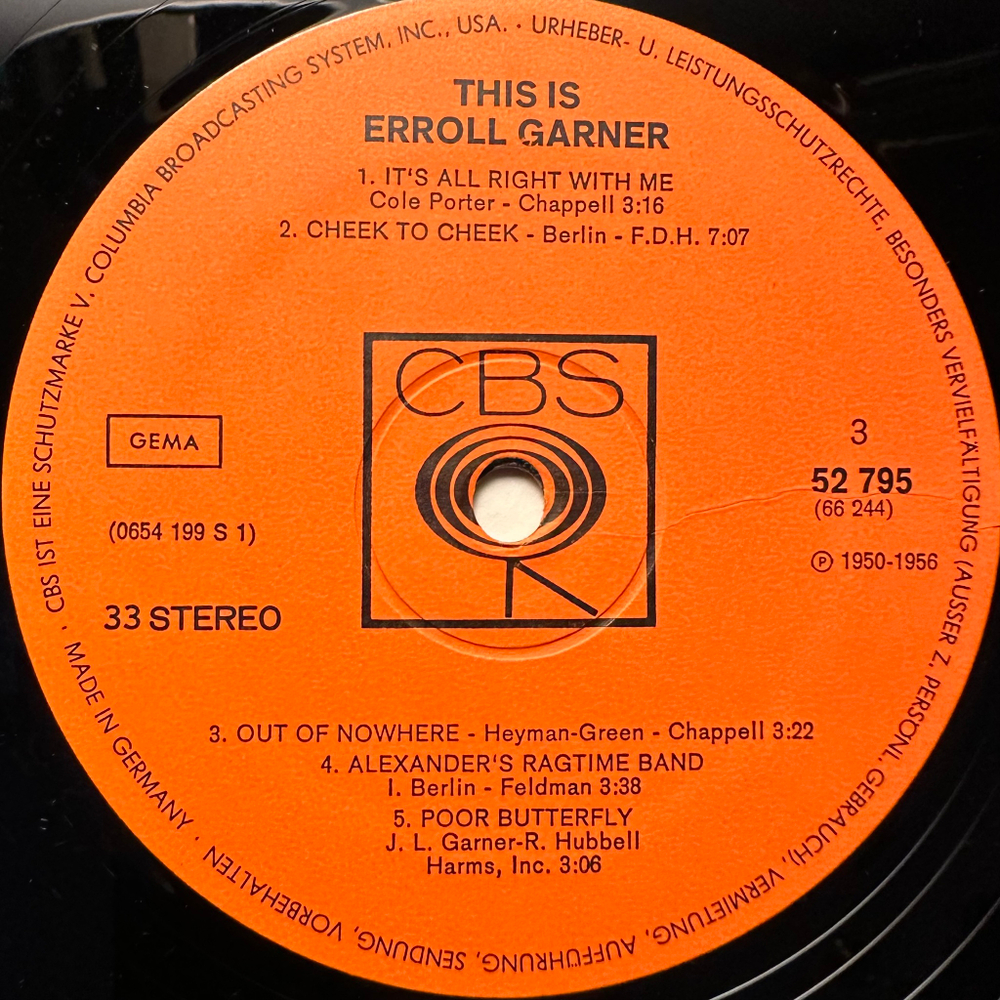 CBS IST EINE SCHUTZMARKE V. COLUMBIA BROADCASTING SYSTEM, INC., USA. · URHEBER- U. LEISTUNGSSCHUTZRECHTE, BESONDERS VERVIELFÄLTIGUNG (AUSSER Z. PERSÖNL. GEBRAUCH), VERMIETUNG, AUFFÜHRUNG, SENDUNG, VORBEHALTEN · MADE IN GERMANY ·
THIS IS
ERROLL GARNER
1. IT'S ALL RIGHT WITH ME
Cole Porter - Chappell 3:16
2. CHEEK TO CHEEK - Berlin - F.D.H. 7:07
CBS
GEMA
3
52 795
(66 244)
(0654 199 S 1)
℗ 1950-1956
33 STEREO
3. OUT OF NOWHERE - Heyman-Green - Chappell 3:22
4. ALEXANDER'S RAGTIME BAND
I. Berlin - Feldman 3:38
5. POOR BUTTERFLY
J. L. Garner-R. Hubbell
Harms, Inc. 3:06